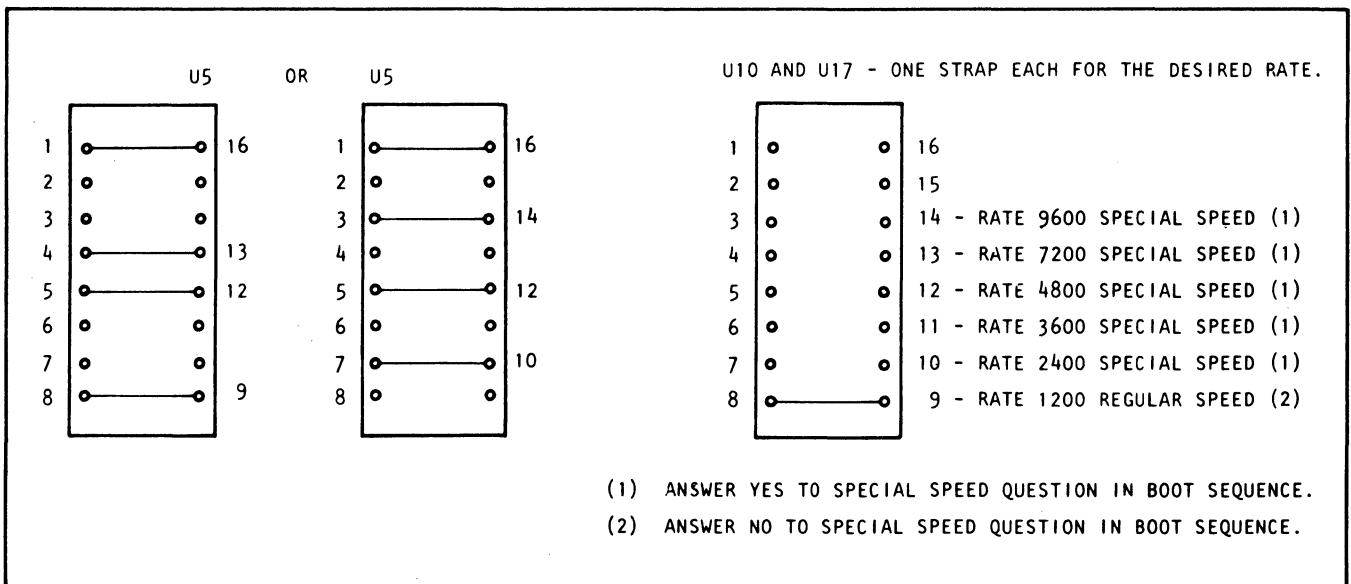 U5 OR U5
1 16
2
3
4 13
5 12
6
7
8 9
1 16
2
3 14
4
5 12
6
7 10
8
U10 AND U17 - ONE STRAP EACH FOR THE DESIRED RATE.
1 16
2 15
3 14 - RATE 9600 SPECIAL SPEED (1)
4 13 - RATE 7200 SPECIAL SPEED (1)
5 12 - RATE 4800 SPECIAL SPEED (1)
6 11 - RATE 3600 SPECIAL SPEED (1)
7 10 - RATE 2400 SPECIAL SPEED (1)
8 9 - RATE 1200 REGULAR SPEED (2)
(1) ANSWER YES TO SPECIAL SPEED QUESTION IN BOOT SEQUENCE.
(2) ANSWER NO TO SPECIAL SPEED QUESTION IN BOOT SEQUENCE.